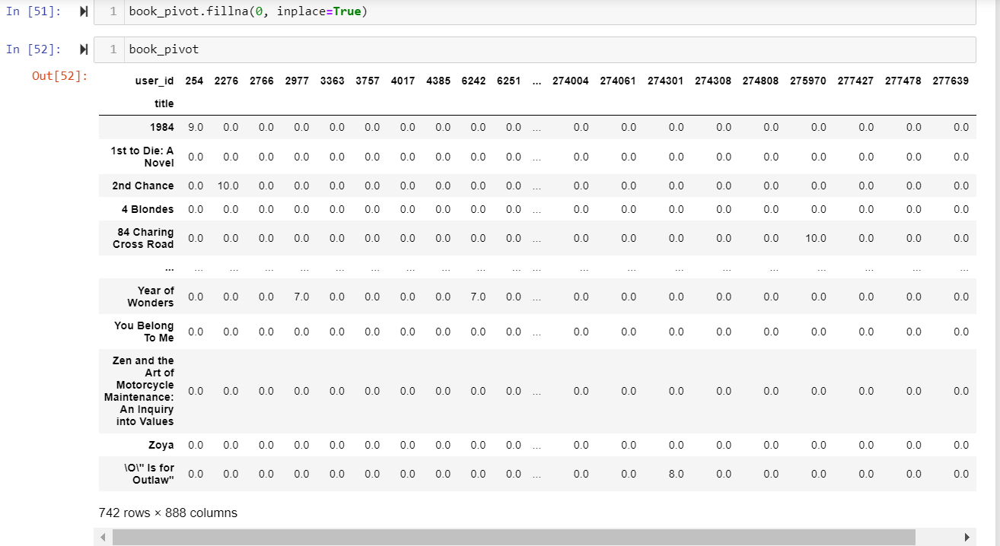 In [51]: 1 book_pivot.fillna(0, inplace=True)
In [52]: 1 book_pivot
Out[52]:
user_id 254 2276 2766 2977 3363 3757 4017 4385 6242 6251 ... 274004 274061 274301 274308 274808 275970 277427 277478 277639
title
1984 9.0 0.0 0.0 0.0 0.0 0.0 0.0 0.0 0.0 0.0 ... 0.0 0.0 0.0 0.0 0.0 0.0 0.0 0.0 0.0
1st to Die: A
Novel 0.0 0.0 0.0 0.0 0.0 0.0 0.0 0.0 0.0 0.0 ... 0.0 0.0 0.0 0.0 0.0 0.0 0.0 0.0 0.0
2nd Chance 0.0 10.0 0.0 0.0 0.0 0.0 0.0 0.0 0.0 0.0 ... 0.0 0.0 0.0 0.0 0.0 0.0 0.0 0.0 0.0
4 Blondes 0.0 0.0 0.0 0.0 0.0 0.0 0.0 0.0 0.0 0.0 ... 0.0 0.0 0.0 0.0 0.0 0.0 0.0 0.0 0.0
84 Charing
Cross Road 0.0 0.0 0.0 0.0 0.0 0.0 0.0 0.0 0.0 0.0 ... 0.0 0.0 0.0 0.0 0.0 10.0 0.0 0.0 0.0
... ... ... ... ... ... ... ... ... ... ... ... ... ... ... ... ... ... ... ... ...
Year of
Wonders 0.0 0.0 0.0 7.0 0.0 0.0 0.0 0.0 7.0 0.0 ... 0.0 0.0 0.0 0.0 0.0 0.0 0.0 0.0 0.0
You Belong
To Me 0.0 0.0 0.0 0.0 0.0 0.0 0.0 0.0 0.0 0.0 ... 0.0 0.0 0.0 0.0 0.0 0.0 0.0 0.0 0.0
Zen and the
Art of
Motorcycle
Maintenance: 0.0 0.0 0.0 0.0 0.0 0.0 0.0 0.0 0.0 0.0 ... 0.0 0.0 0.0 0.0 0.0 0.0 0.0 0.0 0.0
An Inquiry
into Values
Zoya 0.0 0.0 0.0 0.0 0.0 0.0 0.0 0.0 0.0 0.0 ... 0.0 0.0 0.0 0.0 0.0 0.0 0.0 0.0 0.0
\O\" Is for
Outlaw" 0.0 0.0 0.0 0.0 0.0 0.0 0.0 0.0 0.0 0.0 ... 0.0 0.0 8.0 0.0 0.0 0.0 0.0 0.0 0.0
742 rows × 888 columns